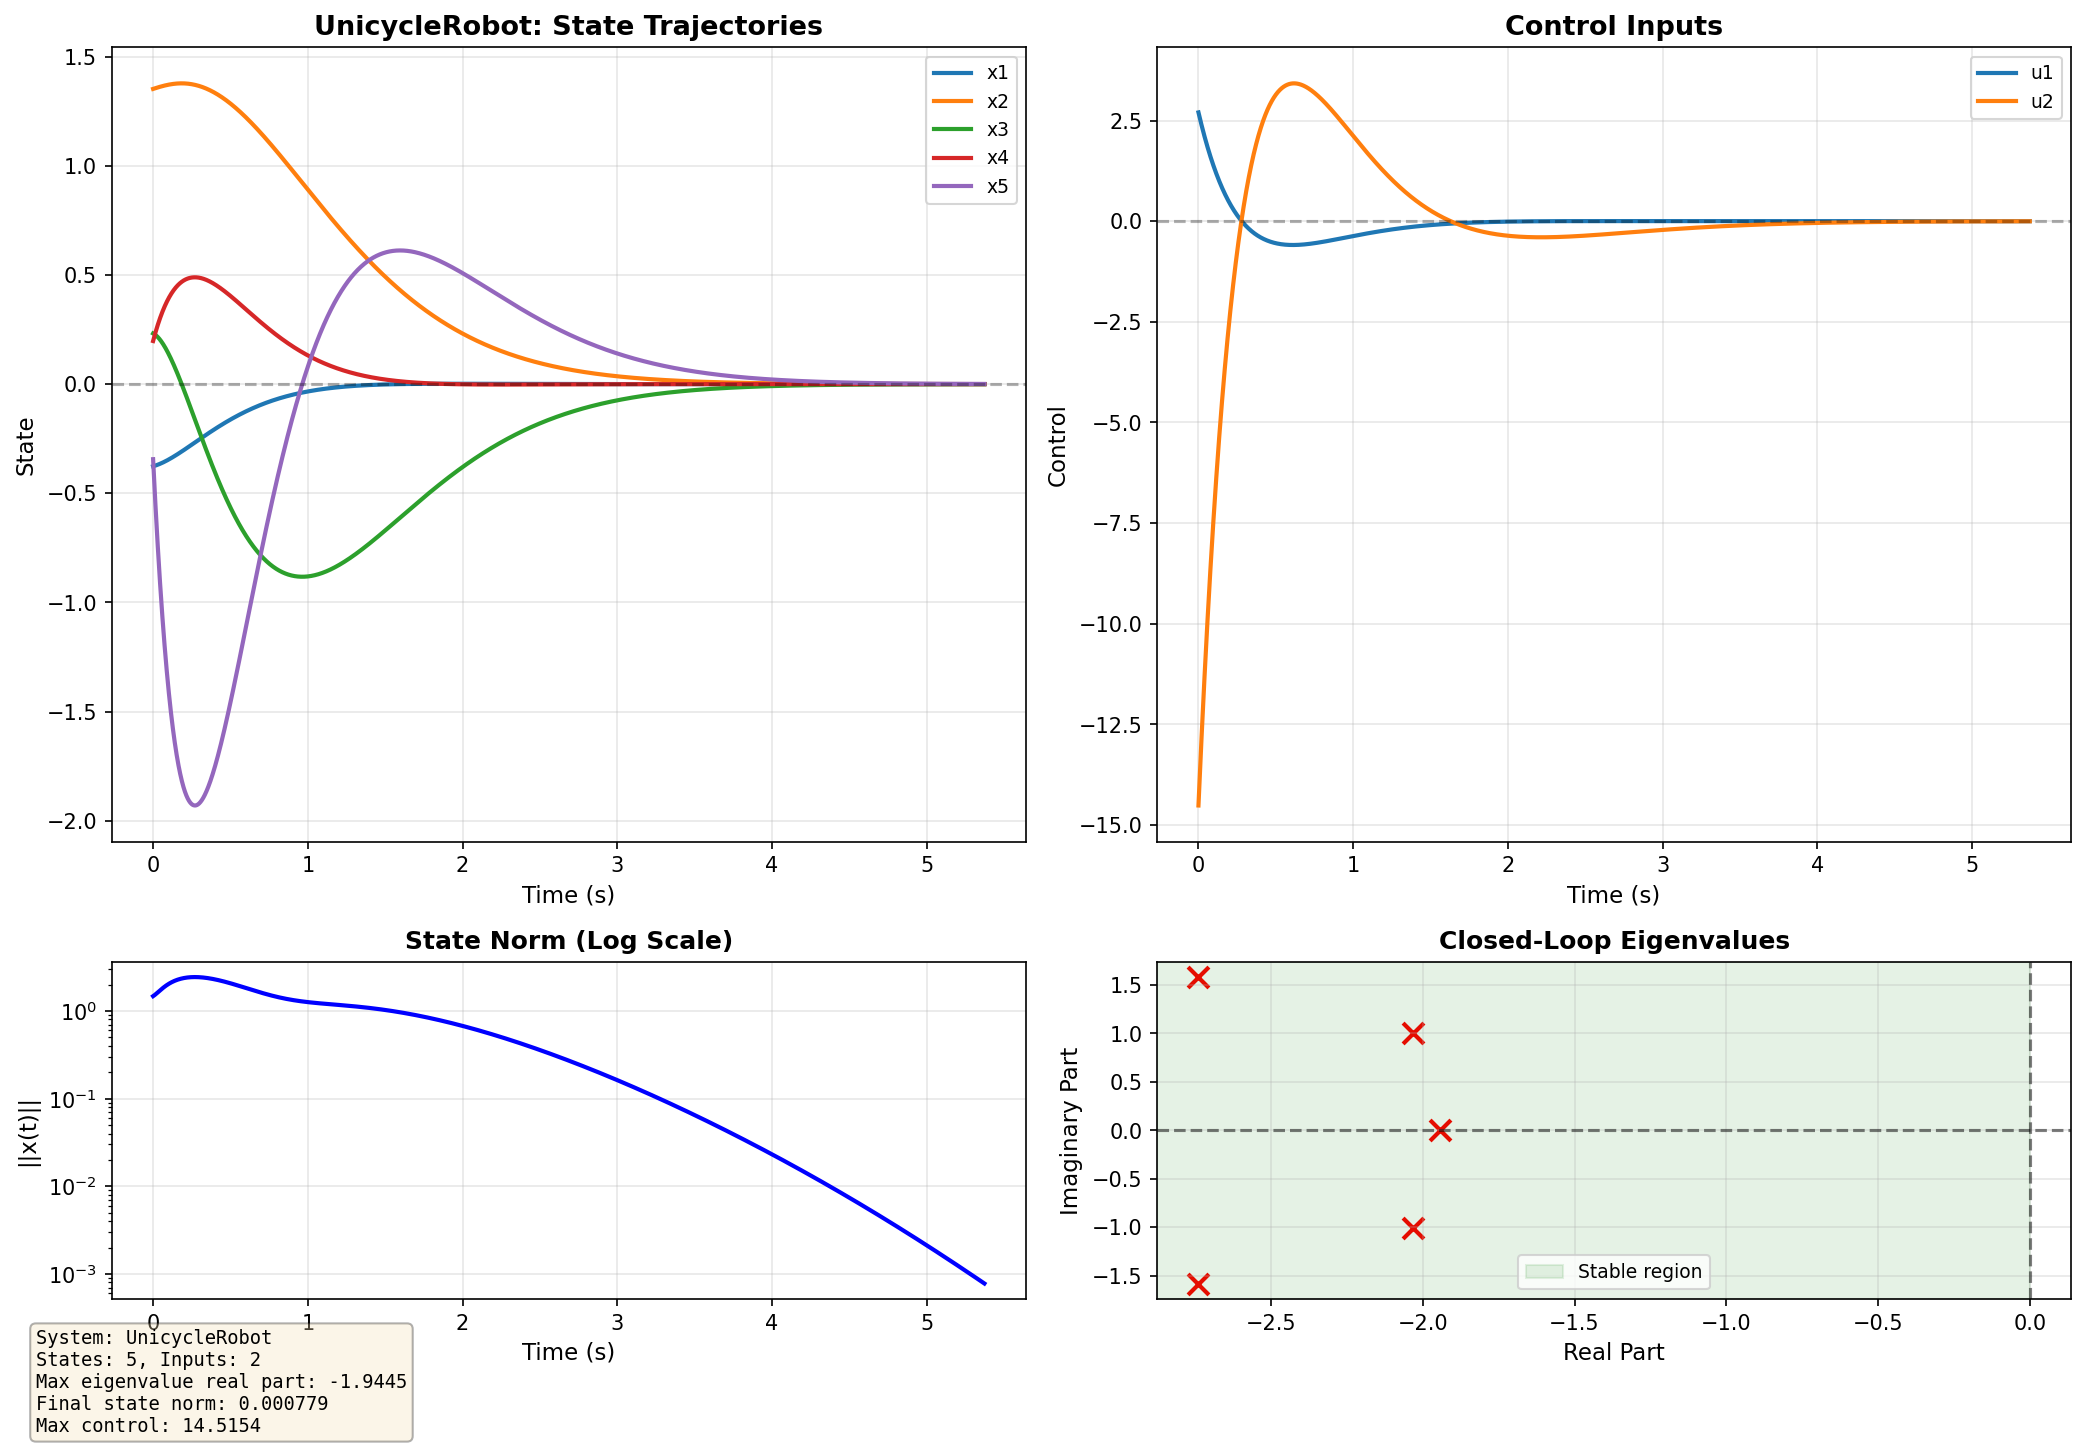 UnicycleRobot: State Trajectories
1.5
1.0
0.5
0.0
−0.5
−1.0
−1.5
−2.0
State
x1
x2
x3
x4
x5
0 1 2 3 4 5
Time (s)
Control Inputs
2.5
0.0
−2.5
−5.0
−7.5
−10.0
−12.5
−15.0
Control
u1
u2
0 1 2 3 4 5
Time (s)
State Norm (Log Scale)
10⁰
10⁻¹
10⁻²
10⁻³
||x(t)||
0 1 2 3 4 5
Time (s)
Closed-Loop Eigenvalues
1.5
1.0
0.5
0.0
−0.5
−1.0
−1.5
Imaginary Part
Stable region
−2.5 −2.0 −1.5 −1.0 −0.5 0.0
Real Part
System: UnicycleRobot
States: 5, Inputs: 2
Max eigenvalue real part: -1.9445
Final state norm: 0.000779
Max control: 14.5154